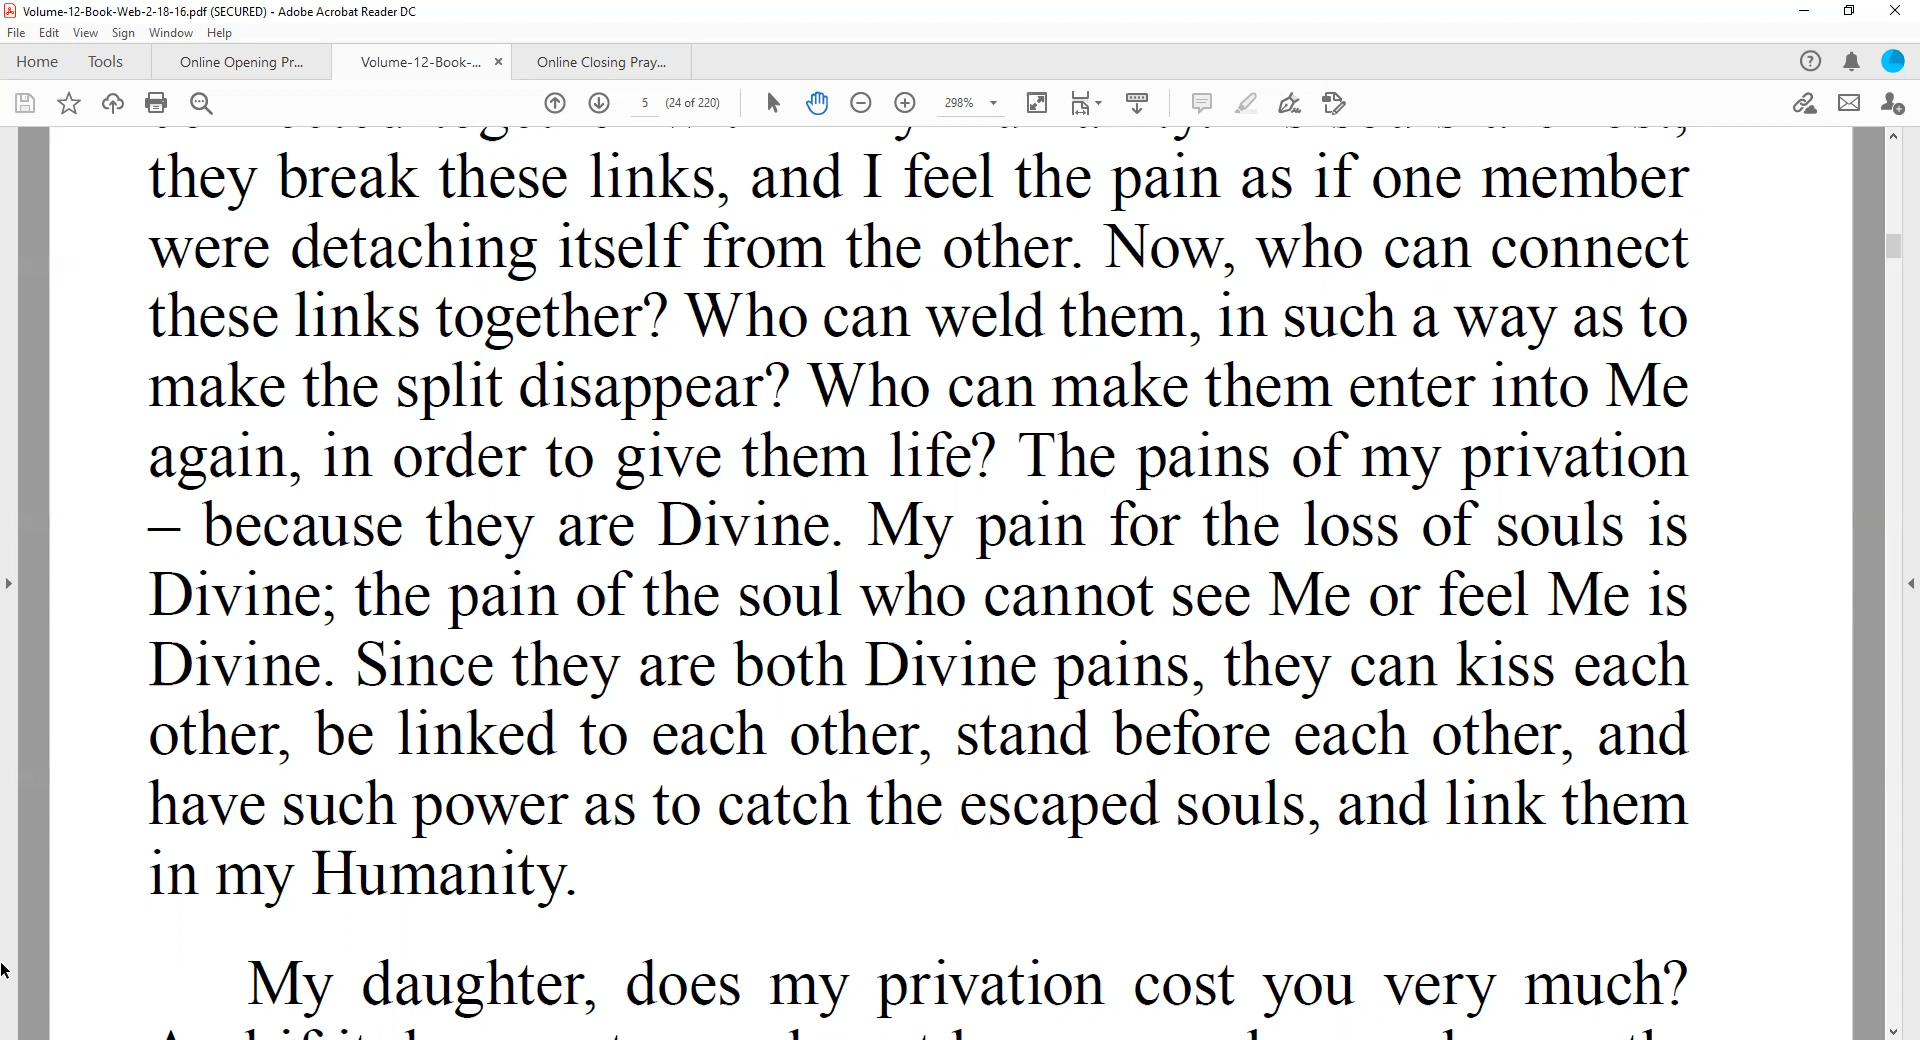 Volume-12-Book-Web-2-18-16.pdf (SECURED) - Adobe Acrobat Reader DC
File Edit View Sign Window Help
Home Tools Online Opening Pr... Volume-12-Book-... × Online Closing Pray...
5 (24 of 220) 298%
they break these links, and I feel the pain as if one member
were detaching itself from the other. Now, who can connect
these links together? Who can weld them, in such a way as to
make the split disappear? Who can make them enter into Me
again, in order to give them life? The pains of my privation
– because they are Divine. My pain for the loss of souls is
Divine; the pain of the soul who cannot see Me or feel Me is
Divine. Since they are both Divine pains, they can kiss each
other, be linked to each other, stand before each other, and
have such power as to catch the escaped souls, and link them
in my Humanity.
My daughter, does my privation cost you very much?